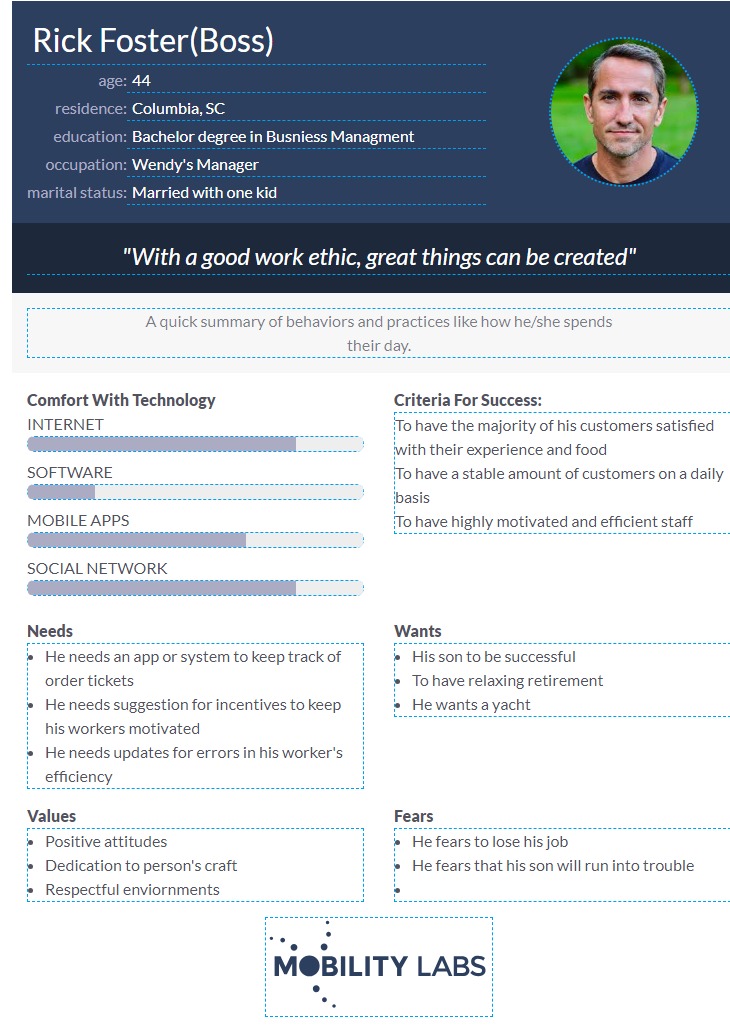 Rick Foster(Boss)
age: 44
residence: Columbia, SC
education: Bachelor degree in Busniess Managment
occupation: Wendy's Manager
marital status: Married with one kid
"With a good work ethic, great things can be created"
A quick summary of behaviors and practices like how he/she spends
their day.
Comfort With Technology
INTERNET
SOFTWARE
MOBILE APPS
SOCIAL NETWORK
Criteria For Success:
To have the majority of his customers satisfied
with their experience and food
To have a stable amount of customers on a daily
basis
To have highly motivated and efficient staff
Needs
• He needs an app or system to keep track of
order tickets
• He needs suggestion for incentives to keep
his workers motivated
• He needs updates for errors in his worker's
efficiency
Wants
• His son to be successful
• To have relaxing retirement
• He wants a yacht
Values
• Positive attitudes
• Dedication to person's craft
• Respectful enviornments
Fears
• He fears to lose his job
• He fears that his son will run into trouble
•
MOBILITY LABS